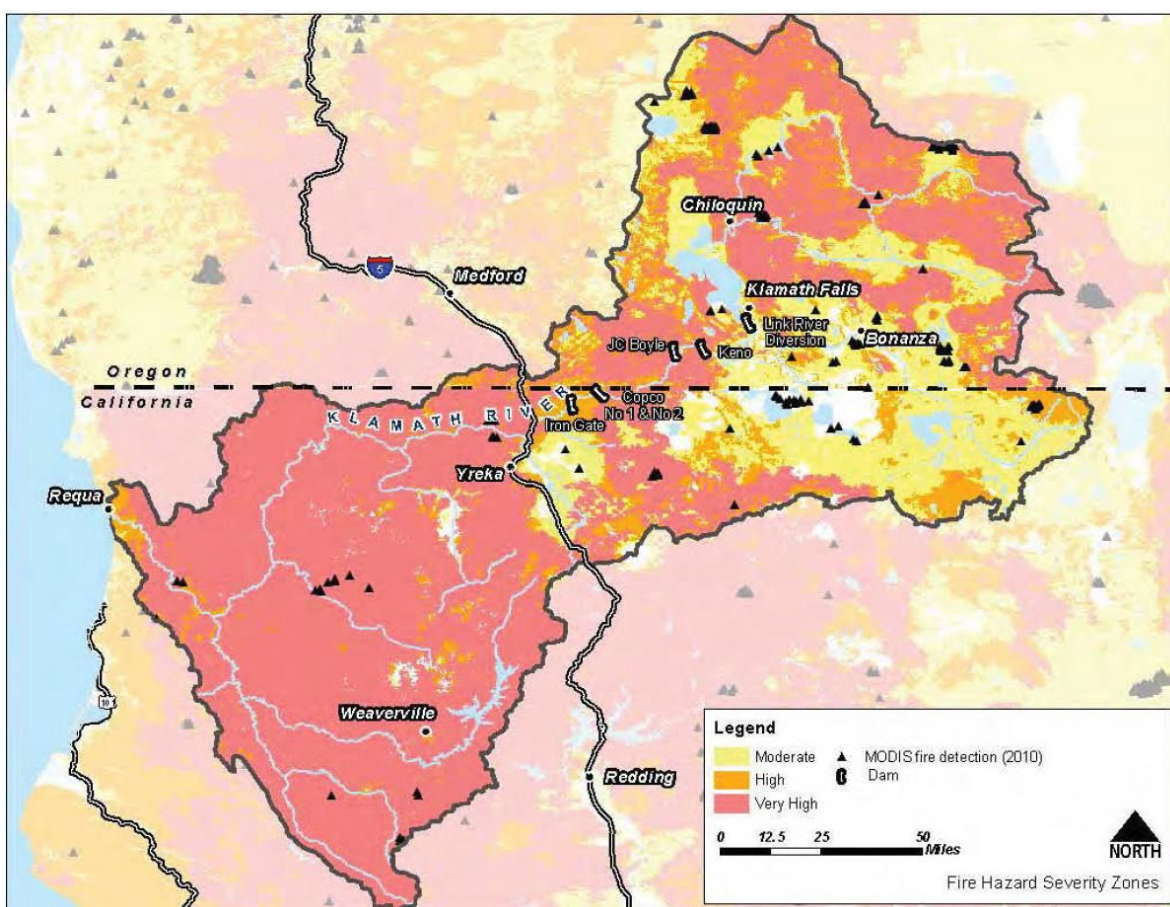 Chiloquin
5
Medford
Klamath Falls
Link River
Diversion
Bonanza
JC Boyle
Keno
Oregon
California
KLAMATH RIVER
Copco
No 1 & No 2
Iron Gate
Yreka
Requa
Weaverville
Redding
Legend
Moderate
High
Very High
MODIS fire detection (2010)
Dam
0 12.5 25 50
Miles
NORTH
Fire Hazard Severity Zones